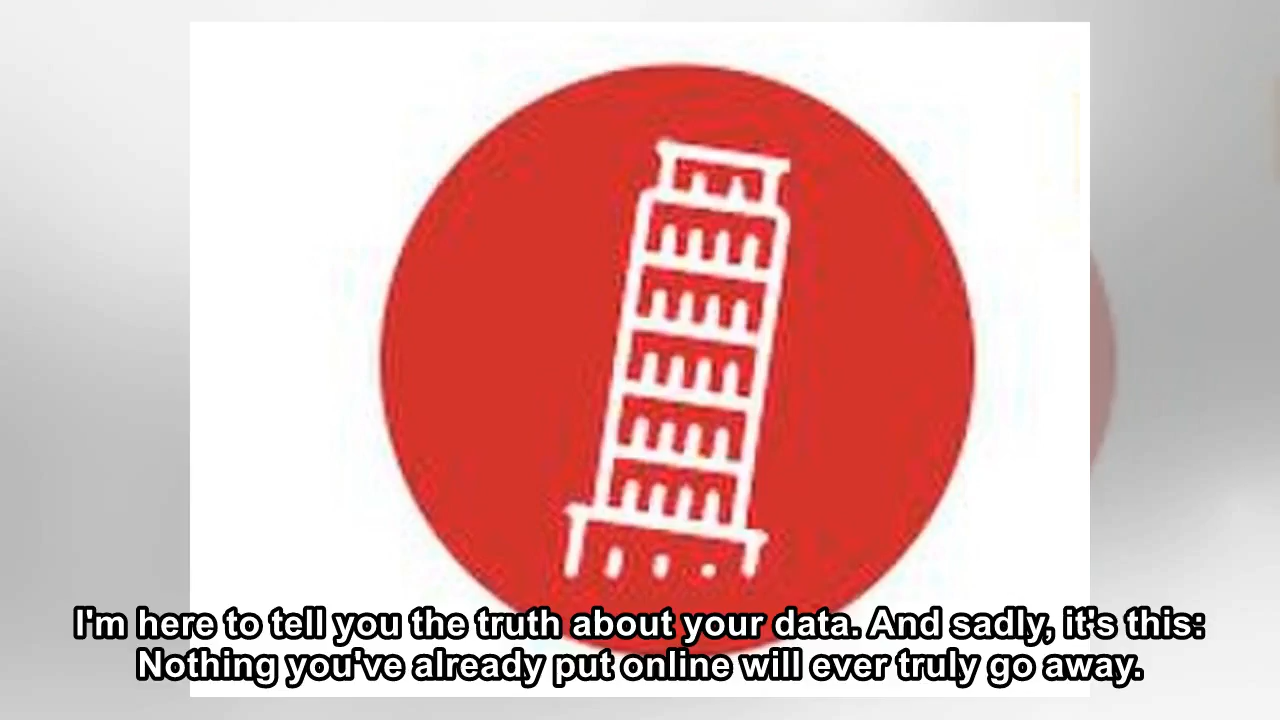 I'm here to tell you the truth about your data. And sadly, it's this:
Nothing you've already put online will ever truly go away.